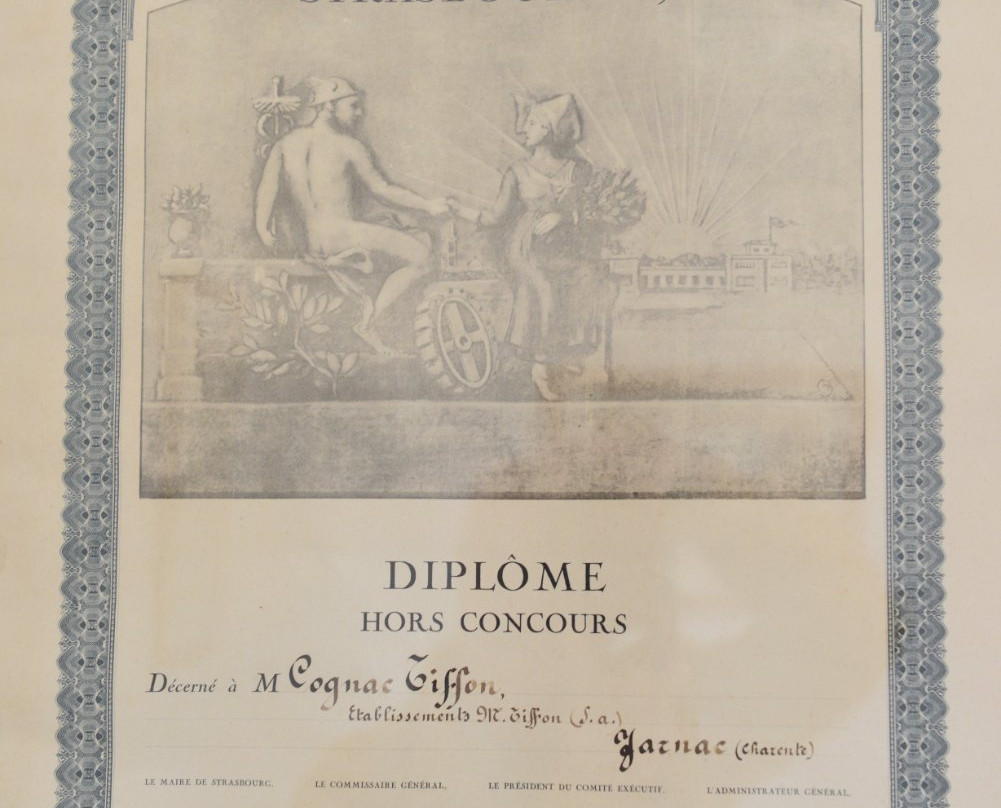 DIPLÔME
HORS CONCOURS
Décerné à M Cognac Tiffon,
Etablissements M. Tiffon (S.a.)
Jarnac (Charente)
LE MAIRE DE STRASBOURG. LE COMMISSAIRE GÉNÉRAL, LE PRÉSIDENT DU COMITÉ EXÉCUTIF. L'ADMINISTRATEUR GÉNÉRAL,